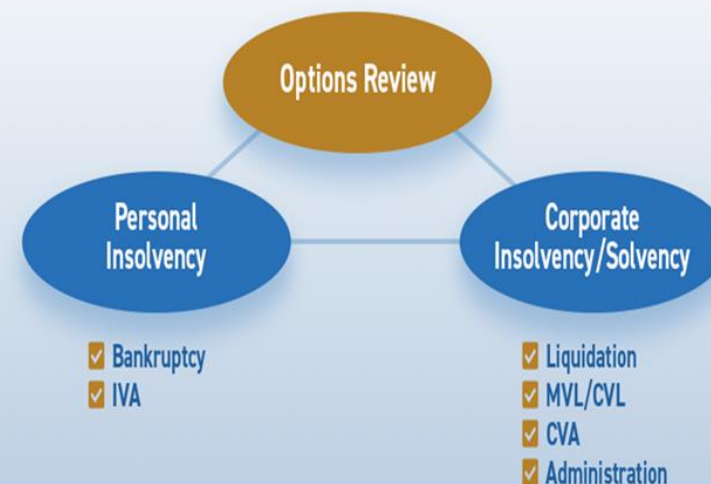 Options Review
Personal
Insolvency
Corporate
Insolvency/Solvency
Bankruptcy
IVA
Liquidation
MVL/CVL
CVA
Administration